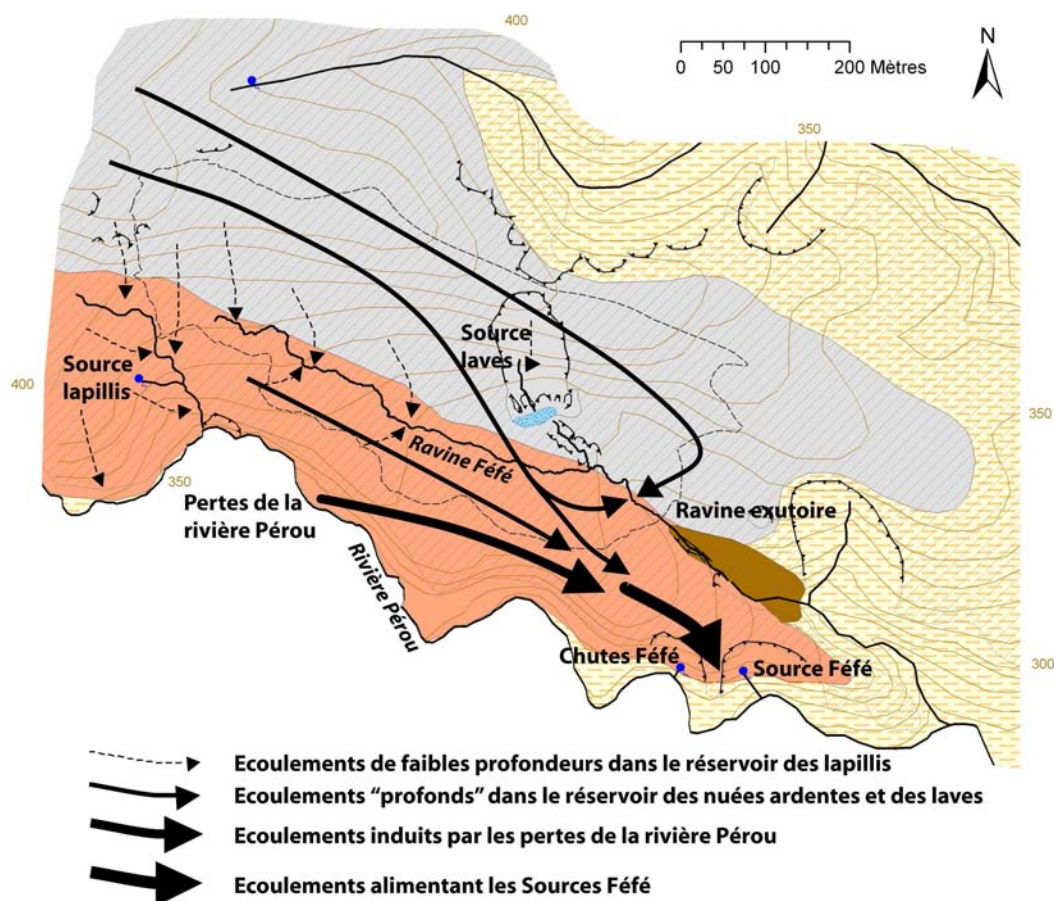 400
N
0 50 100 200 Mètres
350
Source
laves
Source
lapillis
400
350
350
Ravine Féfé
Pertes de la
rivière Pérou
Ravine exutoire
Rivière Pérou
Chutes Féfé
Source Féfé
300
Ecoulements de faibles profondeurs dans le réservoir des lapillis
Ecoulements "profonds" dans le réservoir des nuées ardentes et des laves
Ecoulements induits par les pertes de la rivière Pérou
Ecoulements alimentant les Sources Féfé